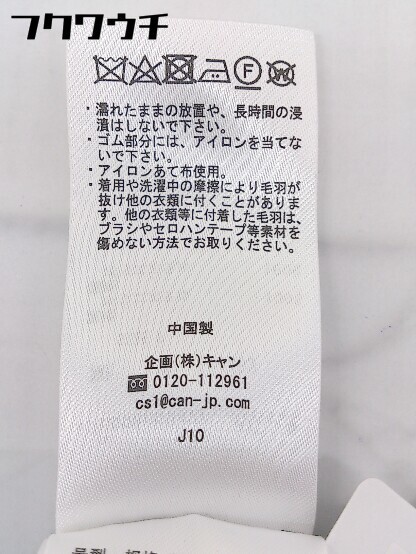 フクワウチ
P
F
W
・濡れたままの放置や、長時間の浸
漬はしないで下さい。
・ゴム部分には、アイロンを当てな
いで下さい。
・アイロンあて布使用。
・着用や洗濯中の摩擦により毛羽が
抜け他の衣類に付くことがありま
す。他の衣類等に付着した毛羽は、
ブラシやセロハンテープ等素材を
傷めない方法でお取りください。
中国製
企画(株)キャン
0120-112961
cs1@can-jp.com
J10